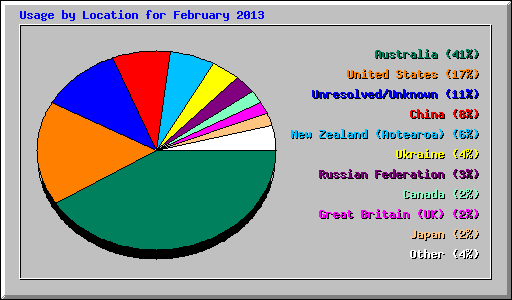 Usage by Location for February 2013
Australia (41%)
United States (17%)
Unresolved/Unknown (11%)
China (8%)
New Zealand (Aotearoa) (6%)
Ukraine (4%)
Russian Federation (3%)
Canada (2%)
Great Britain (UK) (2%)
Japan (2%)
Other (4%)